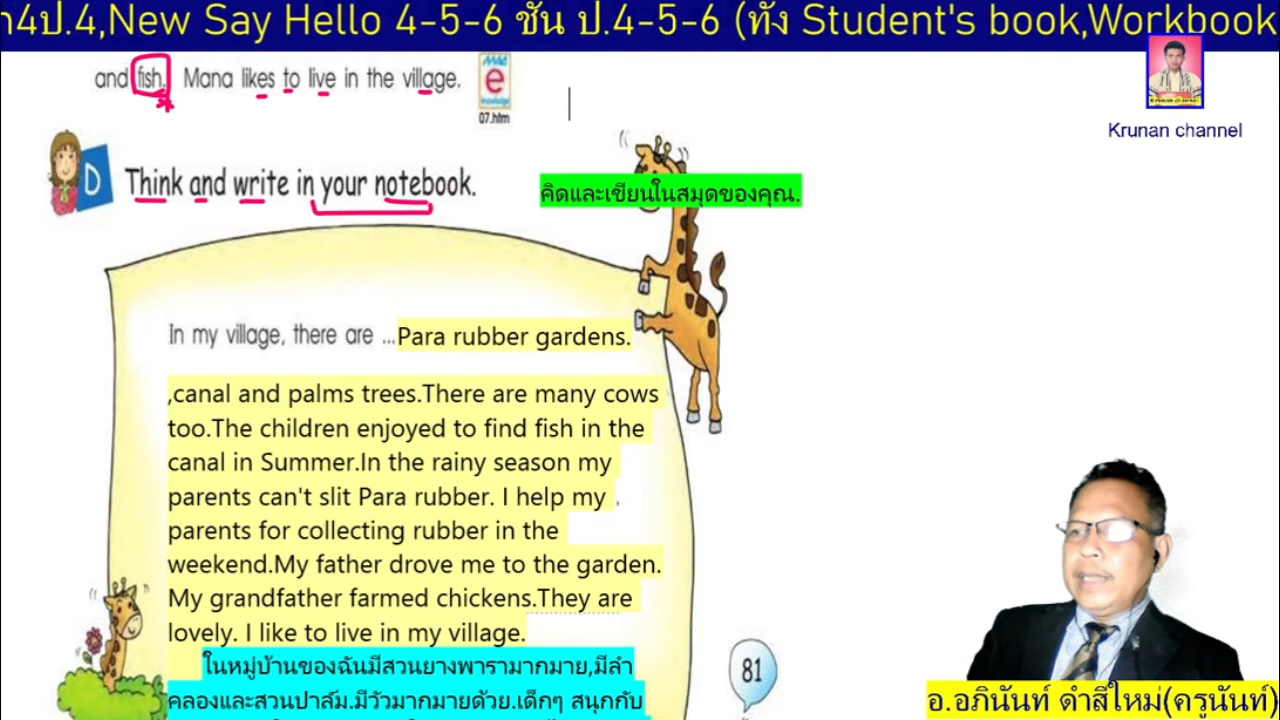 ก4ป.4,New Say Hello 4-5-6 ชั้น ป.4-5-6 (ทั้ง Student's book,Workbook
and fish. Mana likes to live in the village.
e
07.htm
Krunan channel
D Think and write in your notebook.
คิดและเขียนในสมุดของคุณ.
In my village, there are ...Para rubber gardens.
,canal and palms trees.There are many cows
too.The children enjoyed to find fish in the
canal in Summer.In the rainy season my
parents can't slit Para rubber. I help my
parents for collecting rubber in the
weekend.My father drove me to the garden.
My grandfather farmed chickens.They are
lovely. I like to live in my village.
ในหมู่บ้านของฉันมีสวนยางพารามากมาย,มีลำ
คลองและสวนปาล์ม.มีวัวมากมายด้วย.เด็กๆ สนุกกับ
81
อ.อภินันท์ ดำสีใหม่(ครูนันท์)